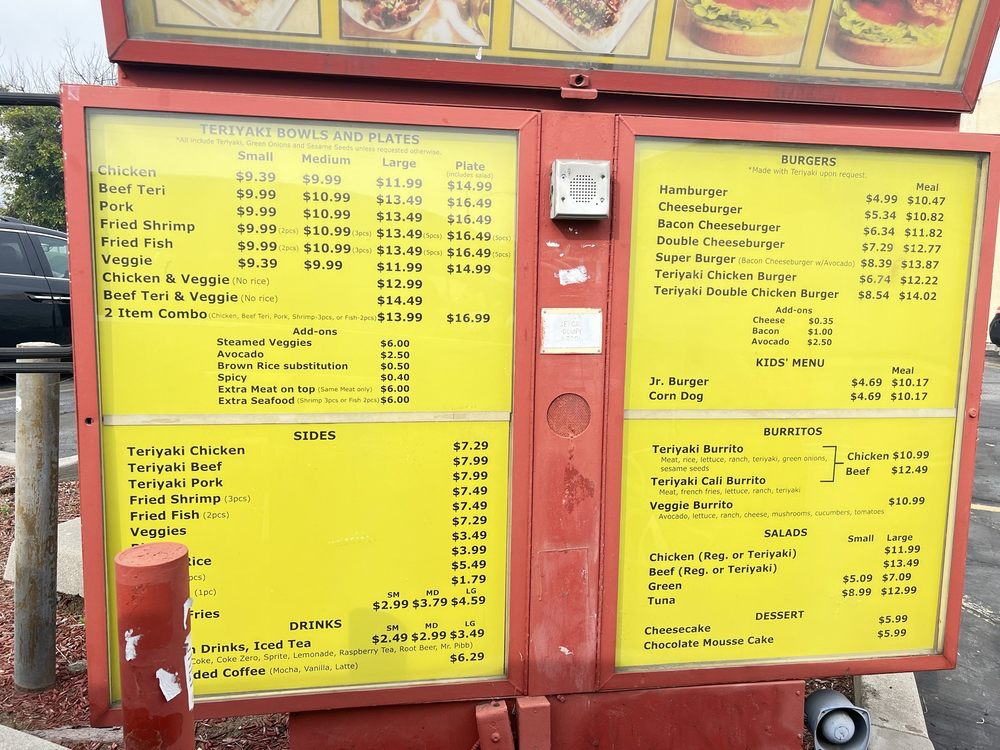 TERIYAKI BOWLS AND PLATES
*All include Teriyaki, Green Onions and Sesame Seeds unless requested otherwise.
Small Medium Large Plate
(includes salad)
Chicken $9.39 $9.99 $11.99 $14.99
Beef Teri $9.99 $10.99 $13.49 $16.49
Pork $9.99 $10.99 $13.49 $16.49
Fried Shrimp $9.99 (2pcs) $10.99 (3pcs) $13.49 (5pcs) $16.49 (5pcs)
Fried Fish $9.99 (2pcs) $10.99 (3pcs) $13.49 (5pcs) $16.49 (5pcs)
Veggie $9.39 $9.99 $11.99 $14.99
Chicken & Veggie (No rice) $12.99
Beef Teri & Veggie (No rice) $14.49
2 Item Combo (Chicken, Beef Teri, Pork, Shrimp-3pcs, or Fish-2pcs) $13.99 $16.99
Add-ons
Steamed Veggies $6.00
Avocado $2.50
Brown Rice substitution $0.50
Spicy $0.40
Extra Meat on top (Same Meat only) $6.00
Extra Seafood (Shrimp 3pcs or Fish 2pcs) $6.00
SIDES
Teriyaki Chicken $7.29
Teriyaki Beef $7.99
Teriyaki Pork $7.99
Fried Shrimp (3pcs) $7.49
Fried Fish (2pcs) $7.49
Veggies $7.29
$3.49
Rice $3.99
pcs) $5.49
(1pc) $1.79
SM MD LG
Fries $2.99 $3.79 $4.59
DRINKS
SM MD LG
Drinks, Iced Tea $2.49 $2.99 $3.49
Coke, Coke Zero, Sprite, Lemonade, Raspberry Tea, Root Beer, Mr. Pibb)
ded Coffee (Mocha, Vanilla, Latte) $6.29
BURGERS
*Made with Teriyaki upon request.
Meal
Hamburger $4.99 $10.47
Cheeseburger $5.34 $10.82
Bacon Cheeseburger $6.34 $11.82
Double Cheeseburger $7.29 $12.77
Super Burger (Bacon Cheeseburger w/Avocado) $8.39 $13.87
Teriyaki Chicken Burger $6.74 $12.22
Teriyaki Double Chicken Burger $8.54 $14.02
Add-ons
Cheese $0.35
Bacon $1.00
Avocado $2.50
KIDS' MENU
Meal
Jr. Burger $4.69 $10.17
Corn Dog $4.69 $10.17
BURRITOS
Teriyaki Burrito
Meat, rice, lettuce, ranch, teriyaki, green onions,
sesame seeds
Chicken $10.99
Beef $12.49
Teriyaki Cali Burrito
Meat, french fries, lettuce, ranch, teriyaki
Veggie Burrito $10.99
Avocado, lettuce, ranch, cheese, mushrooms, cucumbers, tomatoes
SALADS
Small Large
Chicken (Reg. or Teriyaki) $11.99
Beef (Reg. or Teriyaki) $13.49
Green $5.09 $7.09
Tuna $8.99 $12.99
DESSERT
Cheesecake $5.99
Chocolate Mousse Cake $5.99